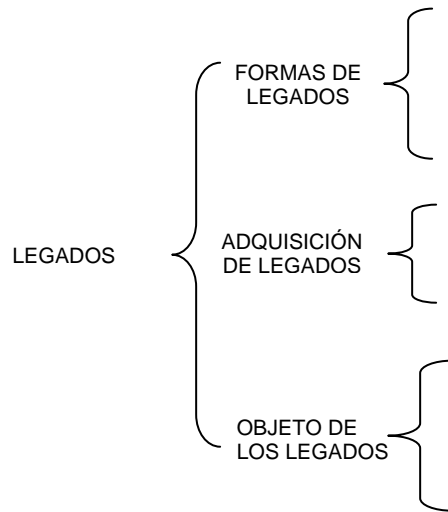 FORMAS DE
LEGADOS
LEGADOS
ADQUISICIÓN
DE LEGADOS
OBJETO DE
LOS LEGADOS